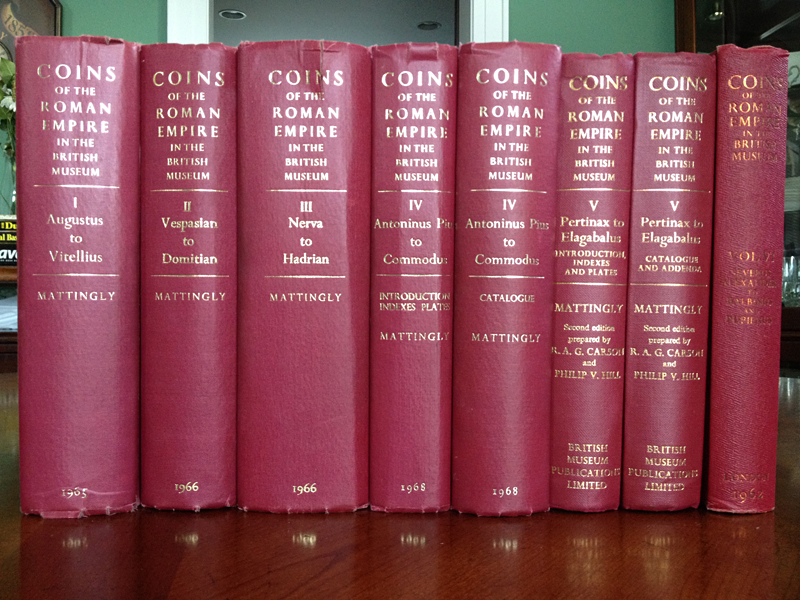 COINS
OF THE
ROMAN
EMPIRE
IN THE
BRITISH
MUSEUM
I
Augustus
to
Vitellius
MATTINGLY
1965
COINS
OF THE
ROMAN
EMPIRE
IN THE
BRITISH
MUSEUM
II
Vespasian
to
Domitian
MATTINGLY
1966
COINS
OF THE
ROMAN
EMPIRE
IN THE
BRITISH
MUSEUM
III
Nerva
to
Hadrian
MATTINGLY
1966
COINS
OF THE
ROMAN
EMPIRE
IN THE
BRITISH
MUSEUM
IV
Antoninus Pius
to
Commodus
INTRODUCTION
INDEXES PLATES
MATTINGLY
1968
COINS
OF THE
ROMAN
EMPIRE
IN THE
BRITISH
MUSEUM
IV
Antoninus Pius
to
Commodus
CATALOGUE
MATTINGLY
1968
COINS
OF THE
ROMAN
EMPIRE
IN THE
BRITISH
MUSEUM
V
Pertinax to
Elagabalus
INTRODUCTION,
INDEXES
AND PLATES
MATTINGLY
Second edition
prepared by
R. A. G. CARSON
and
PHILIP V. HILL
BRITISH
MUSEUM
PUBLICATIONS
LIMITED
COINS
OF THE
ROMAN
EMPIRE
IN THE
BRITISH
MUSEUM
V
Pertinax to
Elagabalus
CATALOGUE
AND ADDENDA
MATTINGLY
Second edition
prepared by
R. A. G. CARSON
and
PHILIP V. HILL
BRITISH
MUSEUM
PUBLICATIONS
LIMITED
COINS
OF THE
ROMAN
EMPIRE
IN THE
BRITISH
MUSEUM
LONDON